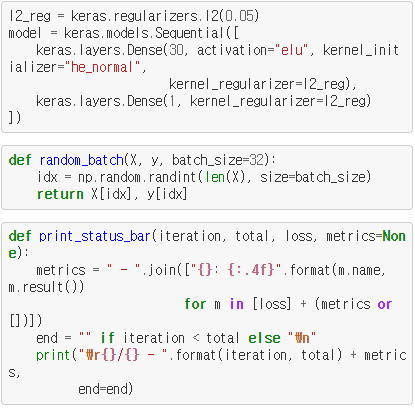 l2_reg = keras.regularizers.l2(0.05)
model = keras.models.Sequential([
    keras.layers.Dense(30, activation="elu", kernel_init
ializer="he_normal",
                       kernel_regularizer=l2_reg),
    keras.layers.Dense(1, kernel_regularizer=l2_reg)
])
def random_batch(X, y, batch_size=32):
    idx = np.random.randint(len(X), size=batch_size)
    return X[idx], y[idx]
def print_status_bar(iteration, total, loss, metrics=Non
e):
    metrics = " - ".join(["{}: {:.4f}".format(m.name,
m.result())
                         for m in [loss] + (metrics or
[])])
    end = "" if iteration < total else "₩n"
    print("₩r{}/{} - ".format(iteration, total) + metric
s,
          end=end)